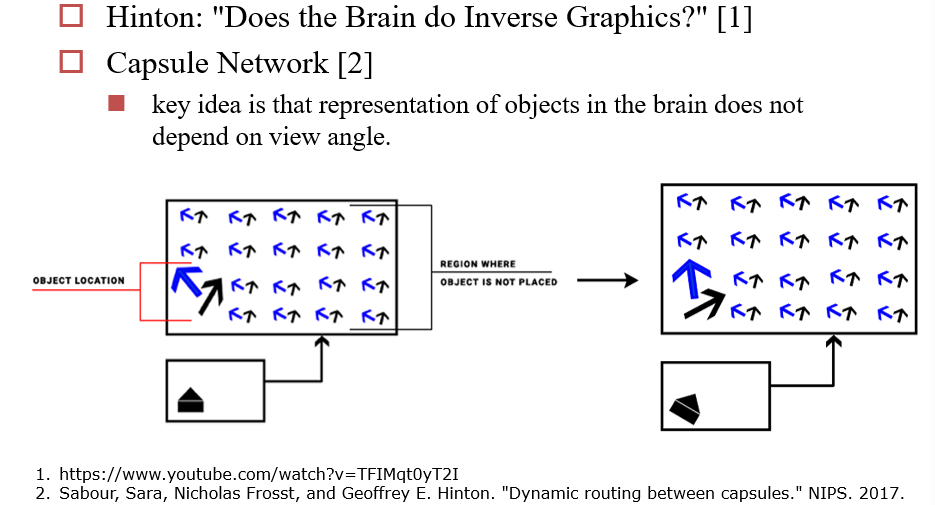 Hinton: "Does the Brain do Inverse Graphics?" [1]
Capsule Network [2]
key idea is that representation of objects in the brain does not
depend on view angle.
OBJECT LOCATION
REGION WHERE
OBJECT IS NOT PLACED
1. https://www.youtube.com/watch?v=TFIMqt0yT2I
2. Sabour, Sara, Nicholas Frosst, and Geoffrey E. Hinton. "Dynamic routing between capsules." NIPS. 2017.